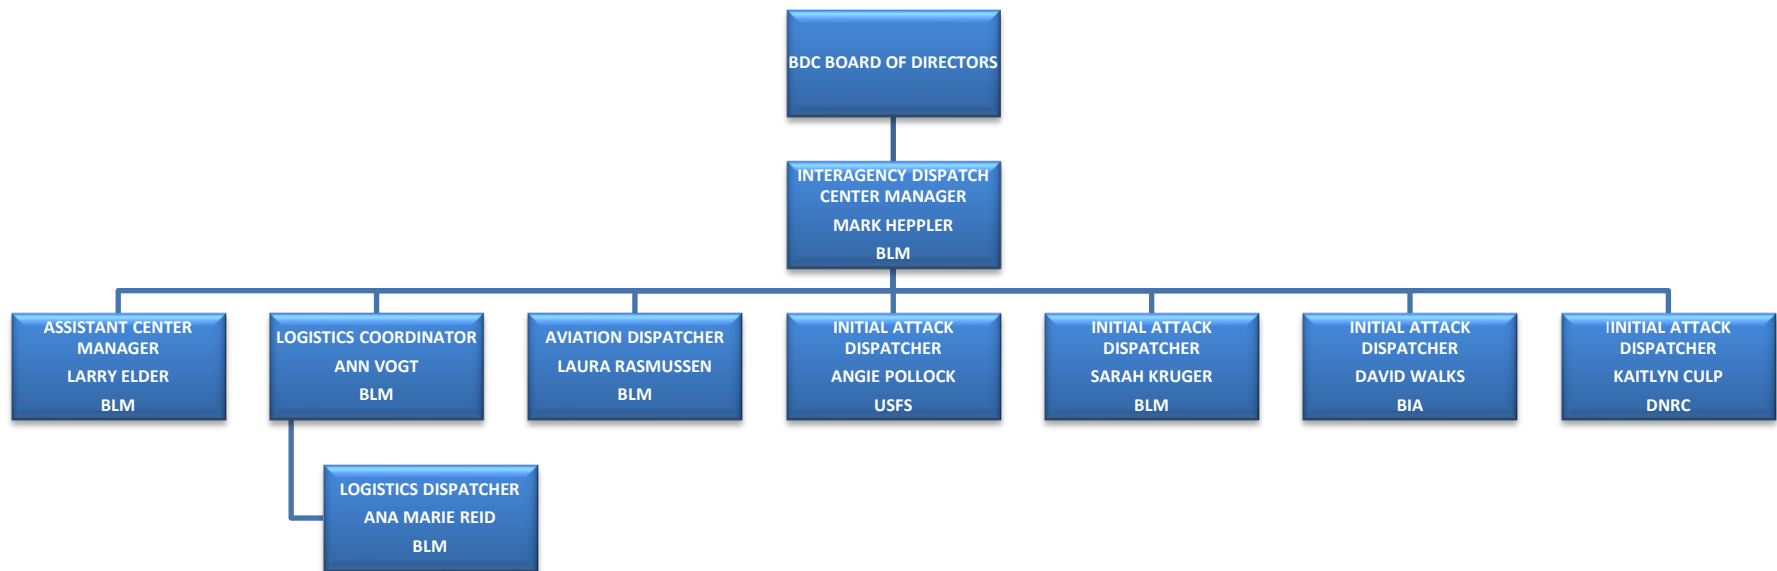 BDC BOARD OF DIRECTORS
INTERAGENCY DISPATCH
CENTER MANAGER
MARK HEPPLER
BLM
ASSISTANT CENTER
MANAGER
LARRY ELDER
BLM
LOGISTICS COORDINATOR
ANN VOGT
BLM
AVIATION DISPATCHER
LAURA RASMUSSEN
BLM
INITIAL ATTACK
DISPATCHER
ANGIE POLLOCK
USFS
INITIAL ATTACK
DISPATCHER
SARAH KRUGER
BLM
INITIAL ATTACK
DISPATCHER
DAVID WALKS
BIA
IINITIAL ATTACK
DISPATCHER
KAITLYN CULP
DNRC
LOGISTICS DISPATCHER
ANA MARIE REID
BLM